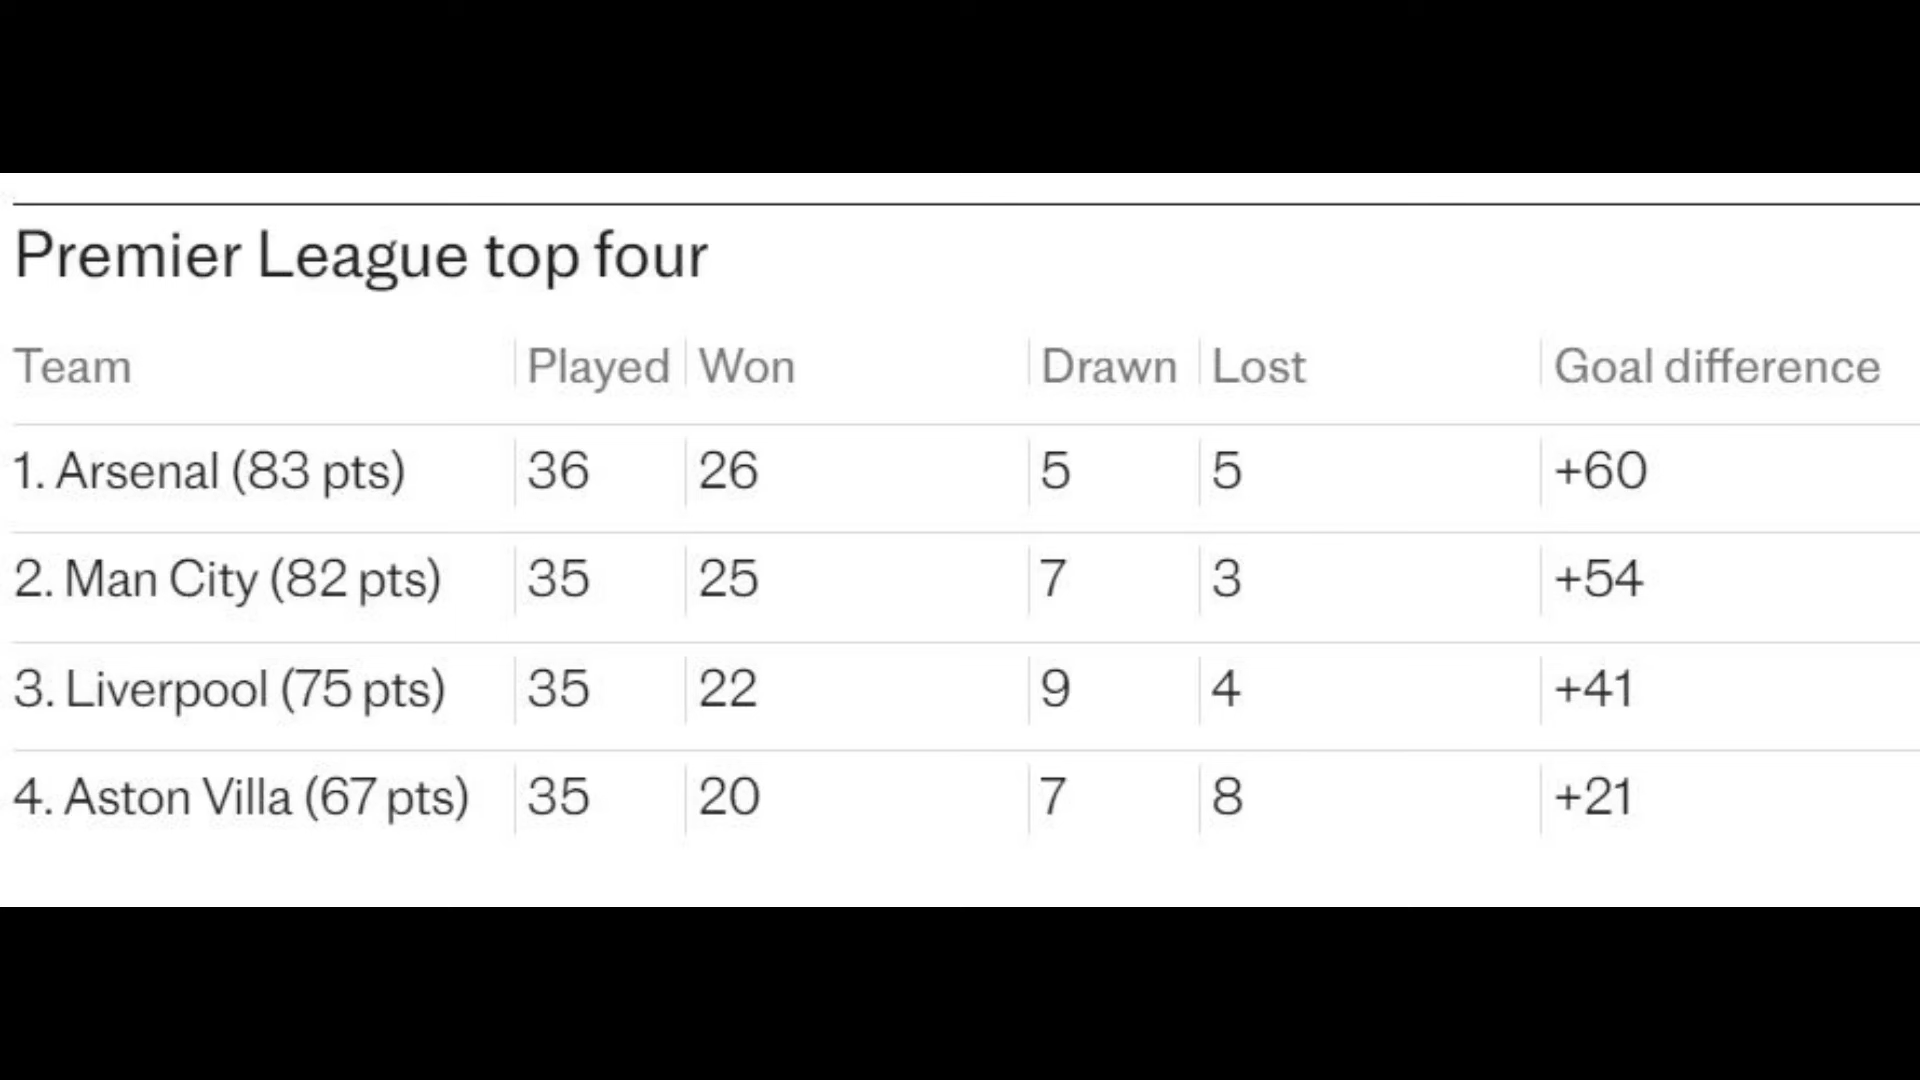 Premier League top four
Team Played Won Drawn Lost Goal difference
1. Arsenal (83 pts) 36 26 5 5 +60
2. Man City (82 pts) 35 25 7 3 +54
3. Liverpool (75 pts) 35 22 9 4 +41
4. Aston Villa (67 pts) 35 20 7 8 +21